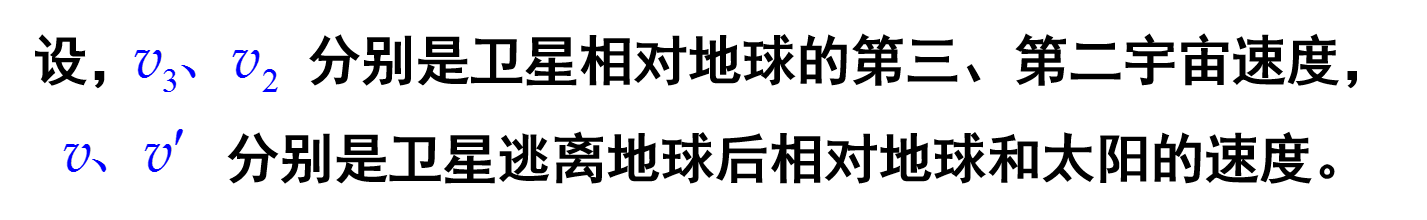 设，v₃、v₂ 分别是卫星相对地球的第三、第二宇宙速度，
v、v′ 分别是卫星逃离地球后相对地球和太阳的速度。